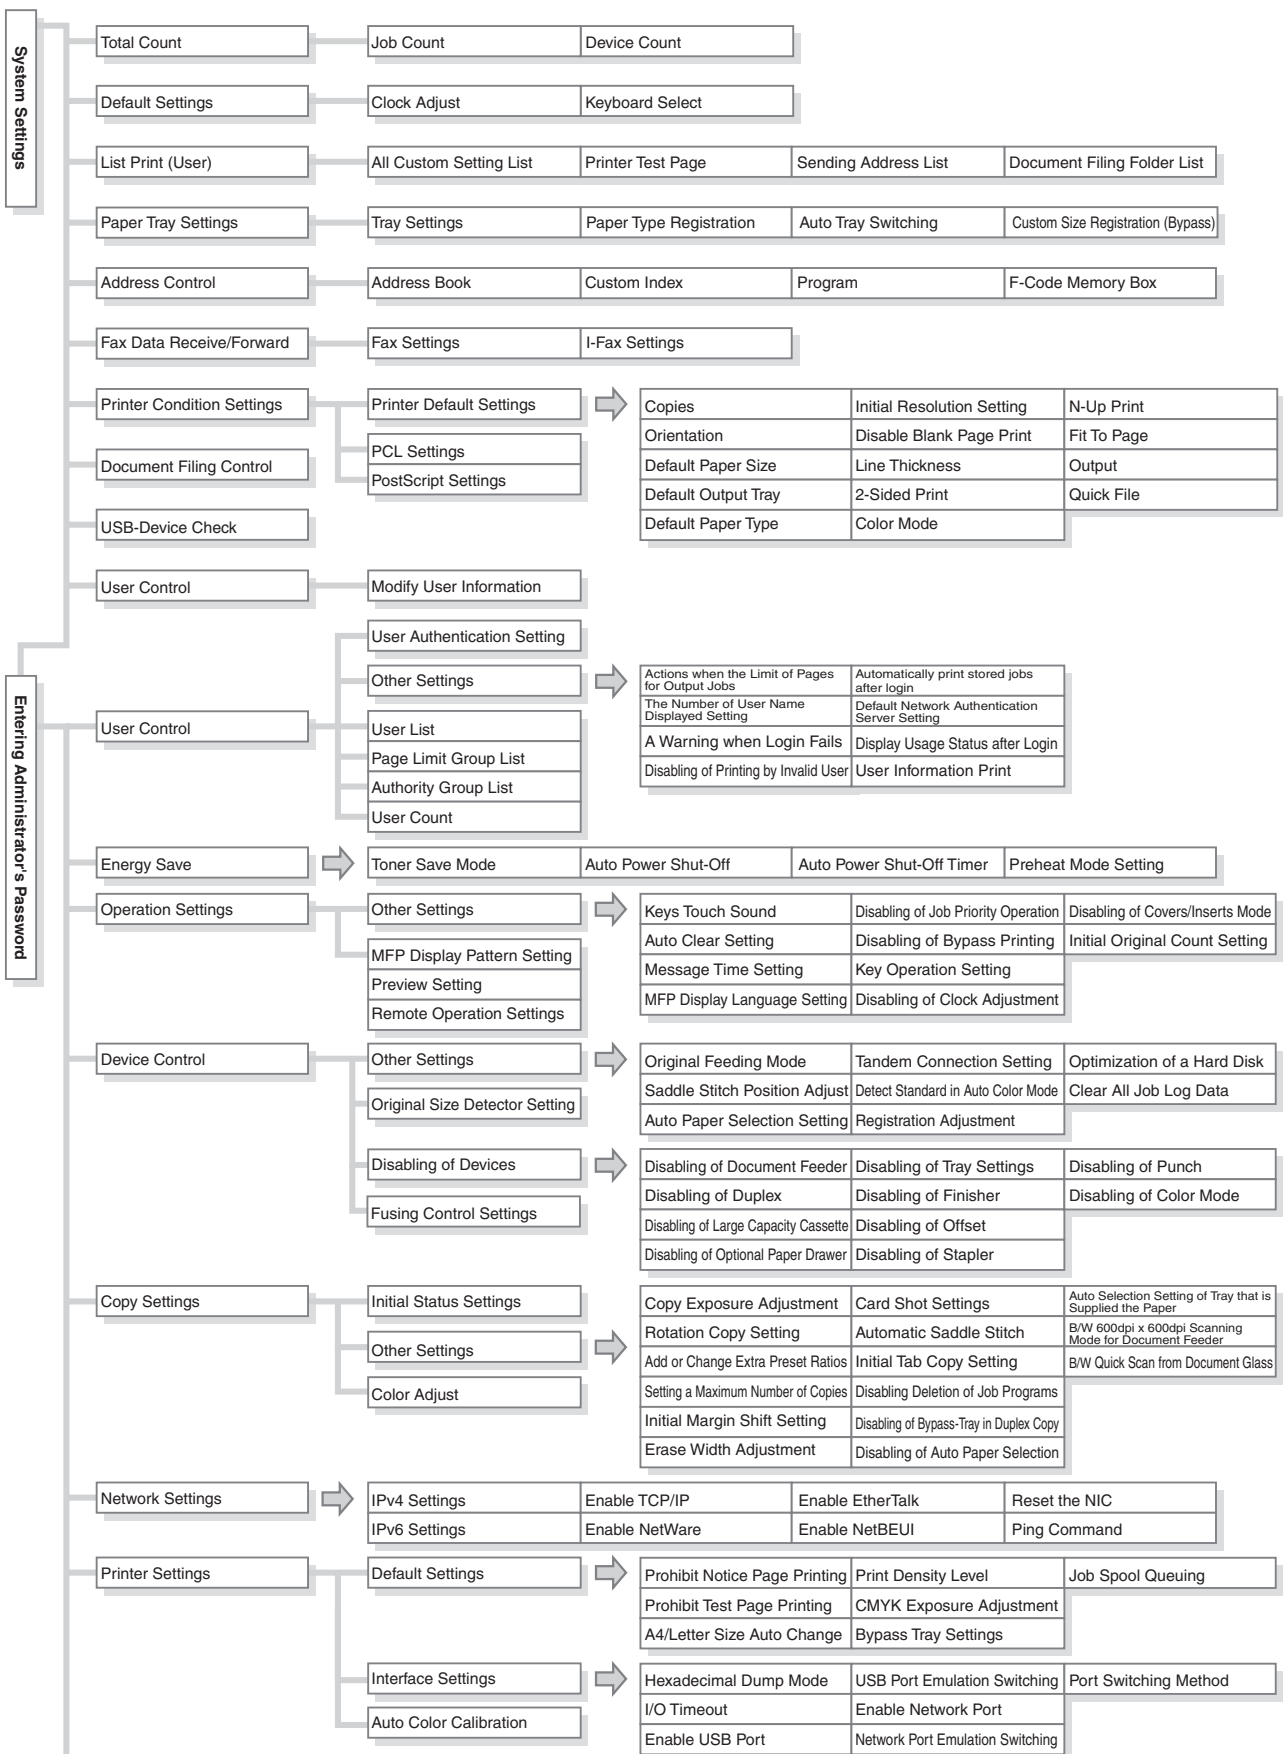 System Settings
Total Count
Job Count
Device Count
Default Settings
Clock Adjust
Keyboard Select
List Print (User)
All Custom Setting List
Printer Test Page
Sending Address List
Document Filing Folder List
Paper Tray Settings
Tray Settings
Paper Type Registration
Auto Tray Switching
Custom Size Registration (Bypass)
Address Control
Address Book
Custom Index
Program
F-Code Memory Box
Fax Data Receive/Forward
Fax Settings
I-Fax Settings
Printer Condition Settings
Printer Default Settings
Copies
Initial Resolution Setting
N-Up Print
Orientation
Disable Blank Page Print
Fit To Page
PCL Settings
Document Filing Control
Default Paper Size
Line Thickness
Output
PostScript Settings
Default Output Tray
2-Sided Print
Quick File
USB-Device Check
Default Paper Type
Color Mode
User Control
Modify User Information
Entering Administrator's Password
User Control
User Authentication Setting
Other Settings
Actions when the Limit of Pages
for Output Jobs
Automatically print stored jobs
after login
The Number of User Name
Displayed Setting
Default Network Authentication
Server Setting
User List
A Warning when Login Fails
Display Usage Status after Login
Page Limit Group List
Disabling of Printing by Invalid User
User Information Print
Authority Group List
User Count
Energy Save
Toner Save Mode
Auto Power Shut-Off
Auto Power Shut-Off Timer
Preheat Mode Setting
Operation Settings
Other Settings
Keys Touch Sound
Disabling of Job Priority Operation
Disabling of Covers/Inserts Mode
Auto Clear Setting
Disabling of Bypass Printing
Initial Original Count Setting
MFP Display Pattern Setting
Message Time Setting
Key Operation Setting
Preview Setting
MFP Display Language Setting
Disabling of Clock Adjustment
Remote Operation Settings
Device Control
Other Settings
Original Feeding Mode
Tandem Connection Setting
Optimization of a Hard Disk
Saddle Stitch Position Adjust
Detect Standard in Auto Color Mode
Clear All Job Log Data
Original Size Detector Setting
Auto Paper Selection Setting
Registration Adjustment
Disabling of Devices
Disabling of Document Feeder
Disabling of Tray Settings
Disabling of Punch
Disabling of Duplex
Disabling of Finisher
Disabling of Color Mode
Fusing Control Settings
Disabling of Large Capacity Cassette
Disabling of Offset
Disabling of Optional Paper Drawer
Disabling of Stapler
Copy Settings
Initial Status Settings
Copy Exposure Adjustment
Card Shot Settings
Auto Selection Setting of Tray that is
Supplied the Paper
Rotation Copy Setting
Automatic Saddle Stitch
B/W 600dpi x 600dpi Scanning
Mode for Document Feeder
Other Settings
Add or Change Extra Preset Ratios
Initial Tab Copy Setting
B/W Quick Scan from Document Glass
Color Adjust
Setting a Maximum Number of Copies
Disabling Deletion of Job Programs
Initial Margin Shift Setting
Disabling of Bypass-Tray in Duplex Copy
Erase Width Adjustment
Disabling of Auto Paper Selection
Network Settings
IPv4 Settings
Enable TCP/IP
Enable EtherTalk
Reset the NIC
IPv6 Settings
Enable NetWare
Enable NetBEUI
Ping Command
Printer Settings
Default Settings
Prohibit Notice Page Printing
Print Density Level
Job Spool Queuing
Prohibit Test Page Printing
CMYK Exposure Adjustment
A4/Letter Size Auto Change
Bypass Tray Settings
Interface Settings
Hexadecimal Dump Mode
USB Port Emulation Switching
Port Switching Method
I/O Timeout
Enable Network Port
Auto Color Calibration
Enable USB Port
Network Port Emulation Switching